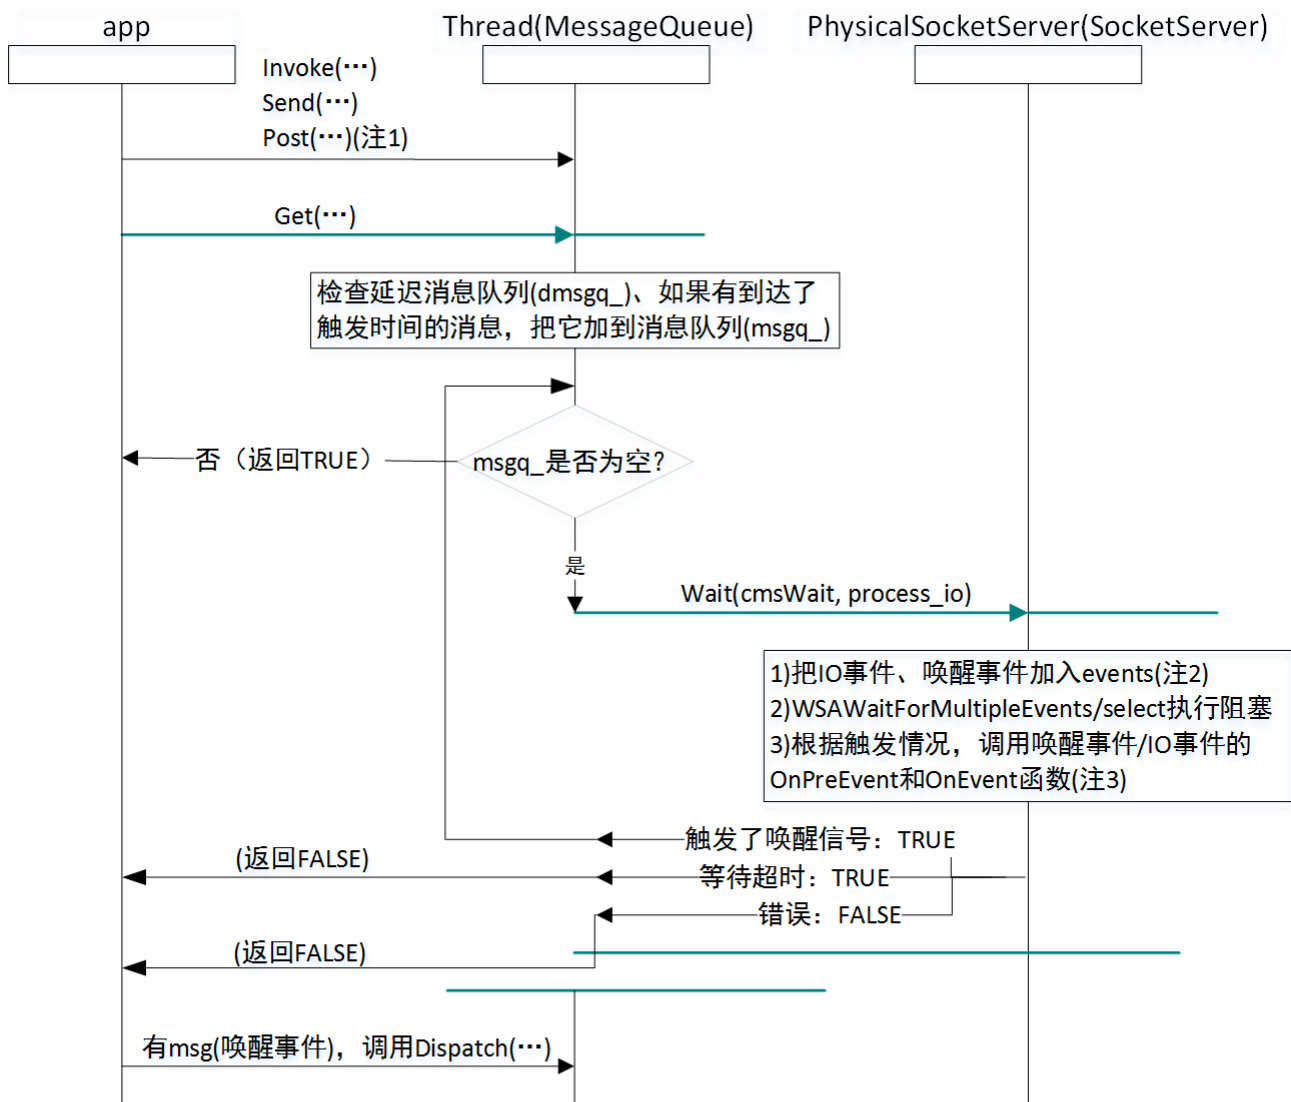 app
Thread(MessageQueue)
PhysicalSocketServer(SocketServer)
Invoke(…)
Send(…)
Post(…)(注1)
Get(…)
检查延迟消息队列(dmsgq_)、如果有到达了
触发时间的消息，把它加到消息队列(msgq_)
否（返回TRUE）
msgq_是否为空？
是
Wait(cmsWait, process_io)
1)把IO事件、唤醒事件加入events(注2)
2)WSAWaitForMultipleEvents/select执行阻塞
3)根据触发情况，调用唤醒事件/IO事件的
OnPreEvent和OnEvent函数(注3)
触发了唤醒信号：TRUE
(返回FALSE)
等待超时：TRUE
错误：FALSE
(返回FALSE)
有msg(唤醒事件)，调用Dispatch(…)